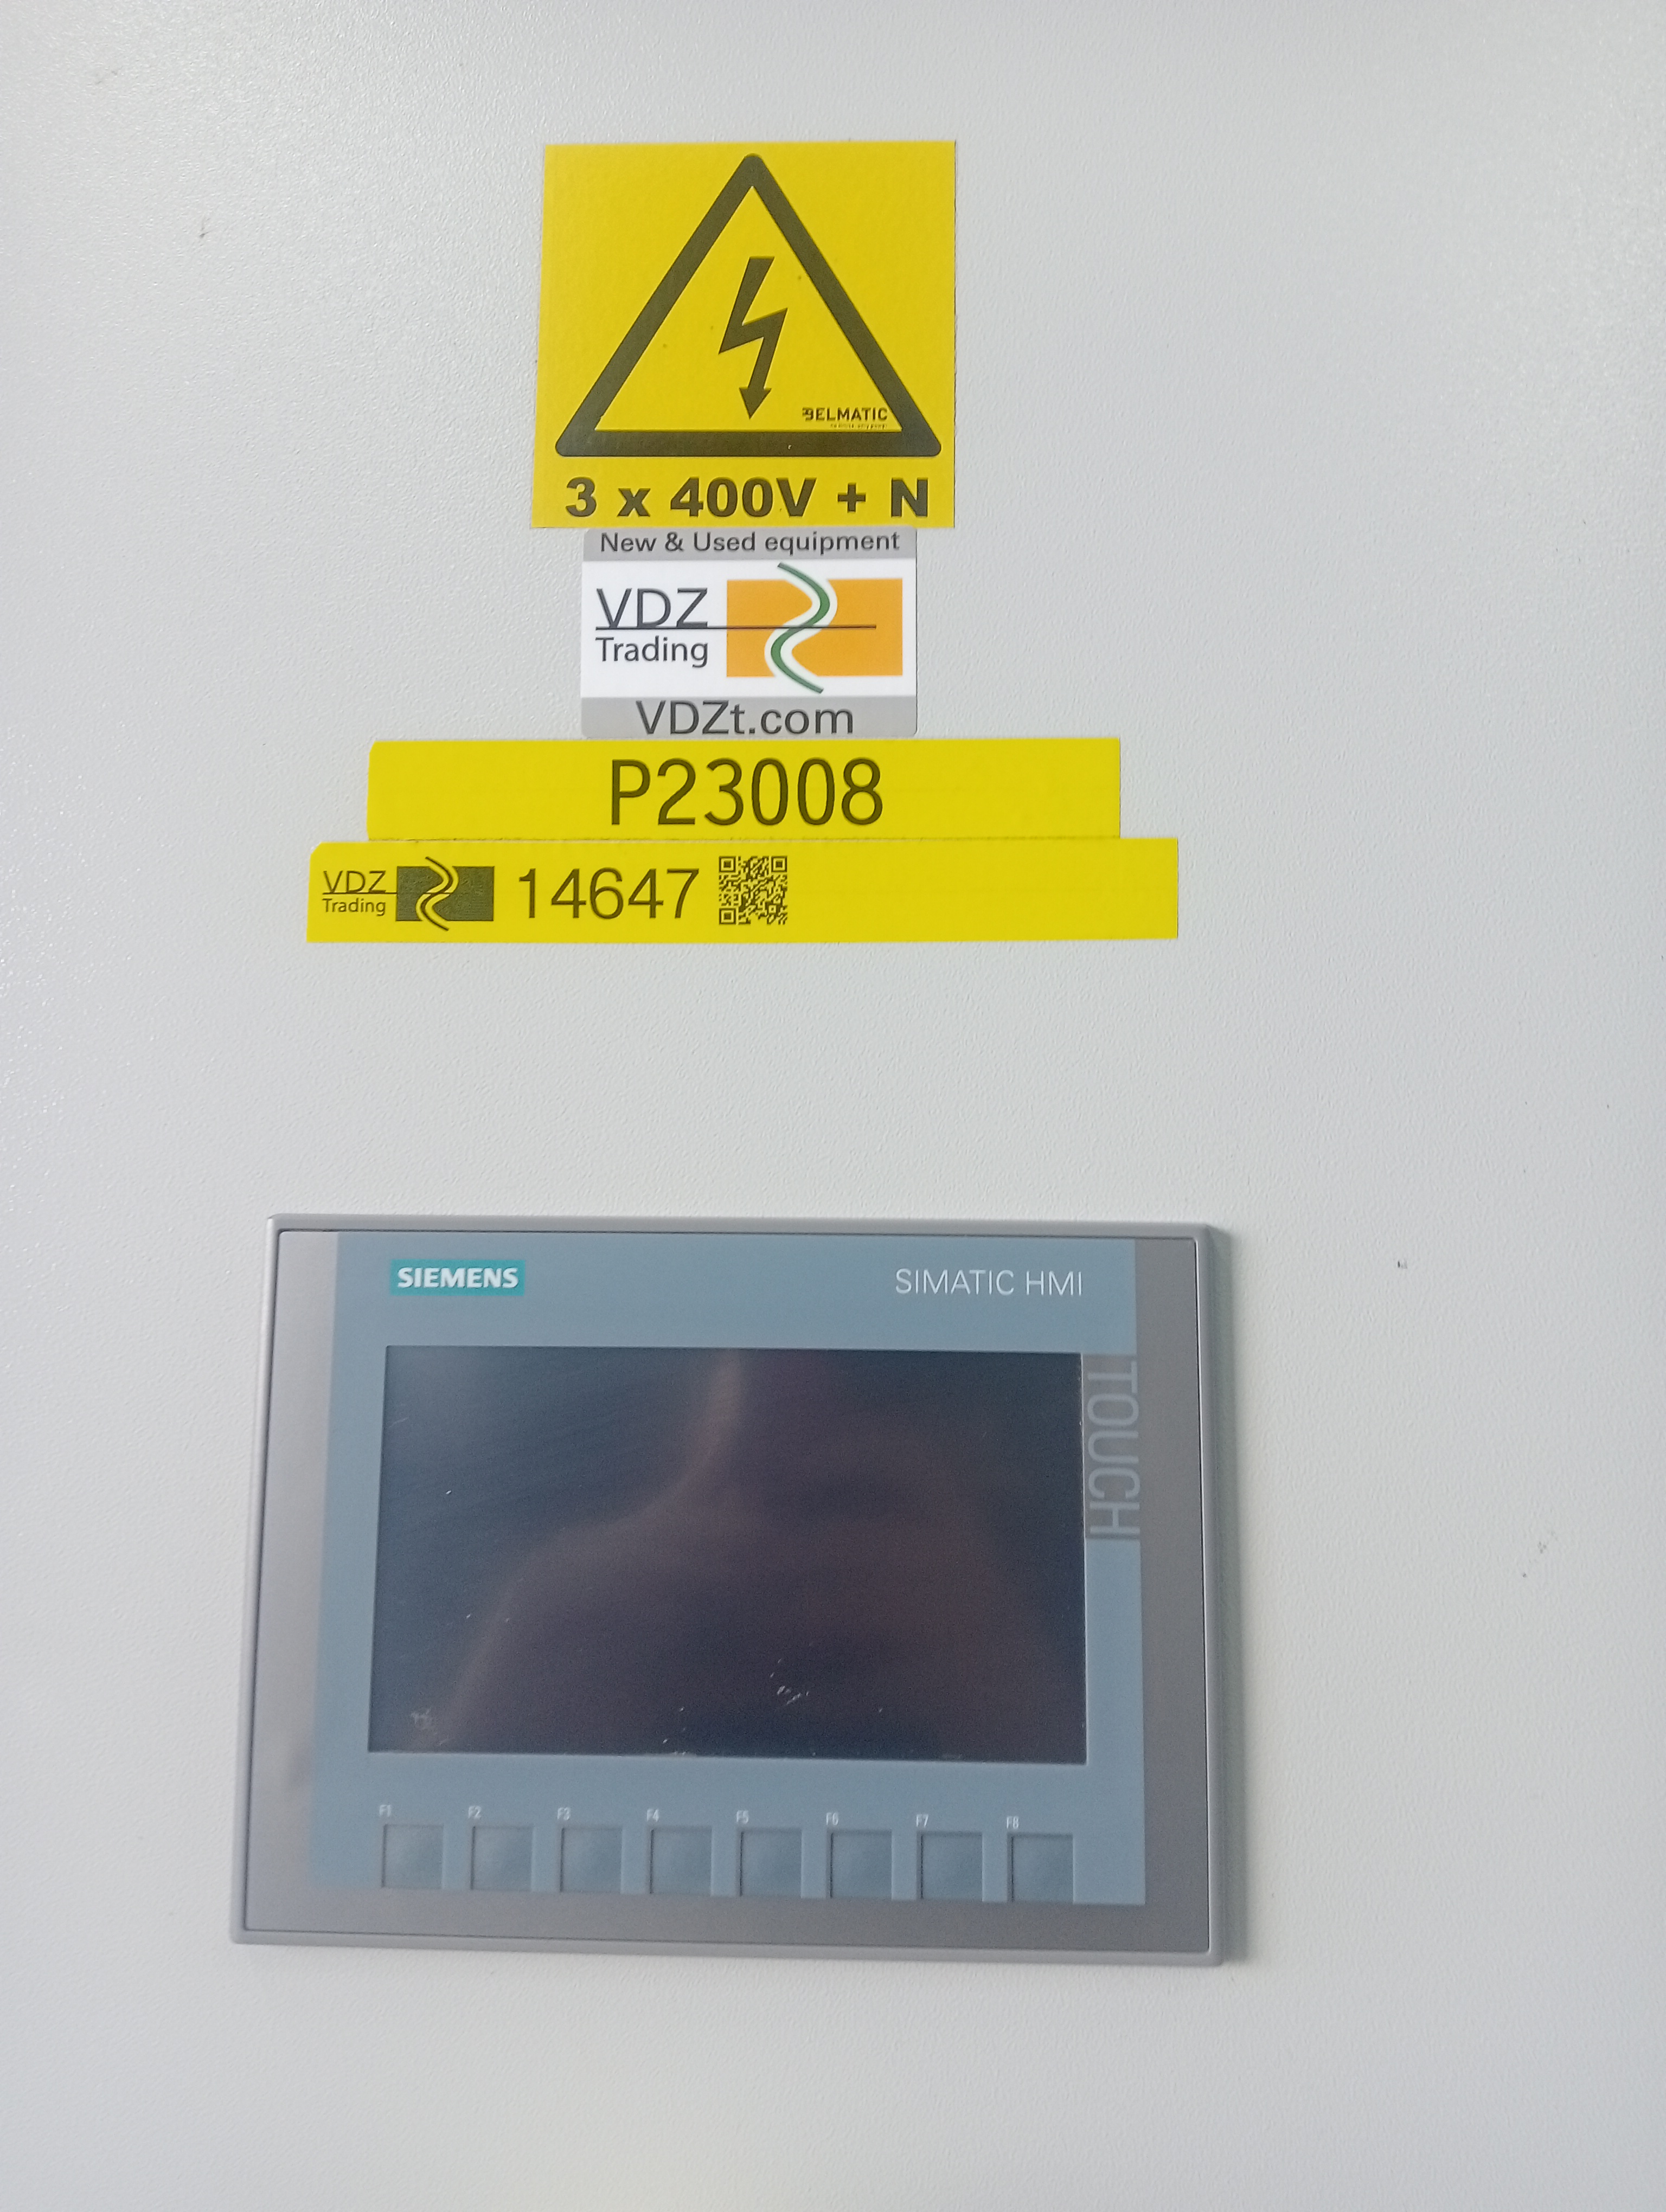 BELMATIC
3 x 400V + N
New & Used equipment
VDZ
Trading
VDZt.com
P23008
VDZ
Trading
14647
SIEMENS
SIMATIC HMI
TOUCH
F1 F2 F3 F4 F5 F6 F7 F8